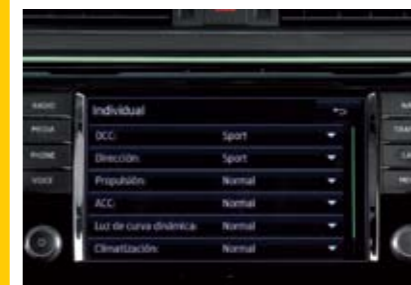 Individual
RADIO
MEDIA
PHONE
VOICE
DCC: Sport
Dirección: Sport
Propulsión: Normal
ACC: Normal
Luz de curva dinámica: Normal
Climatización: Normal